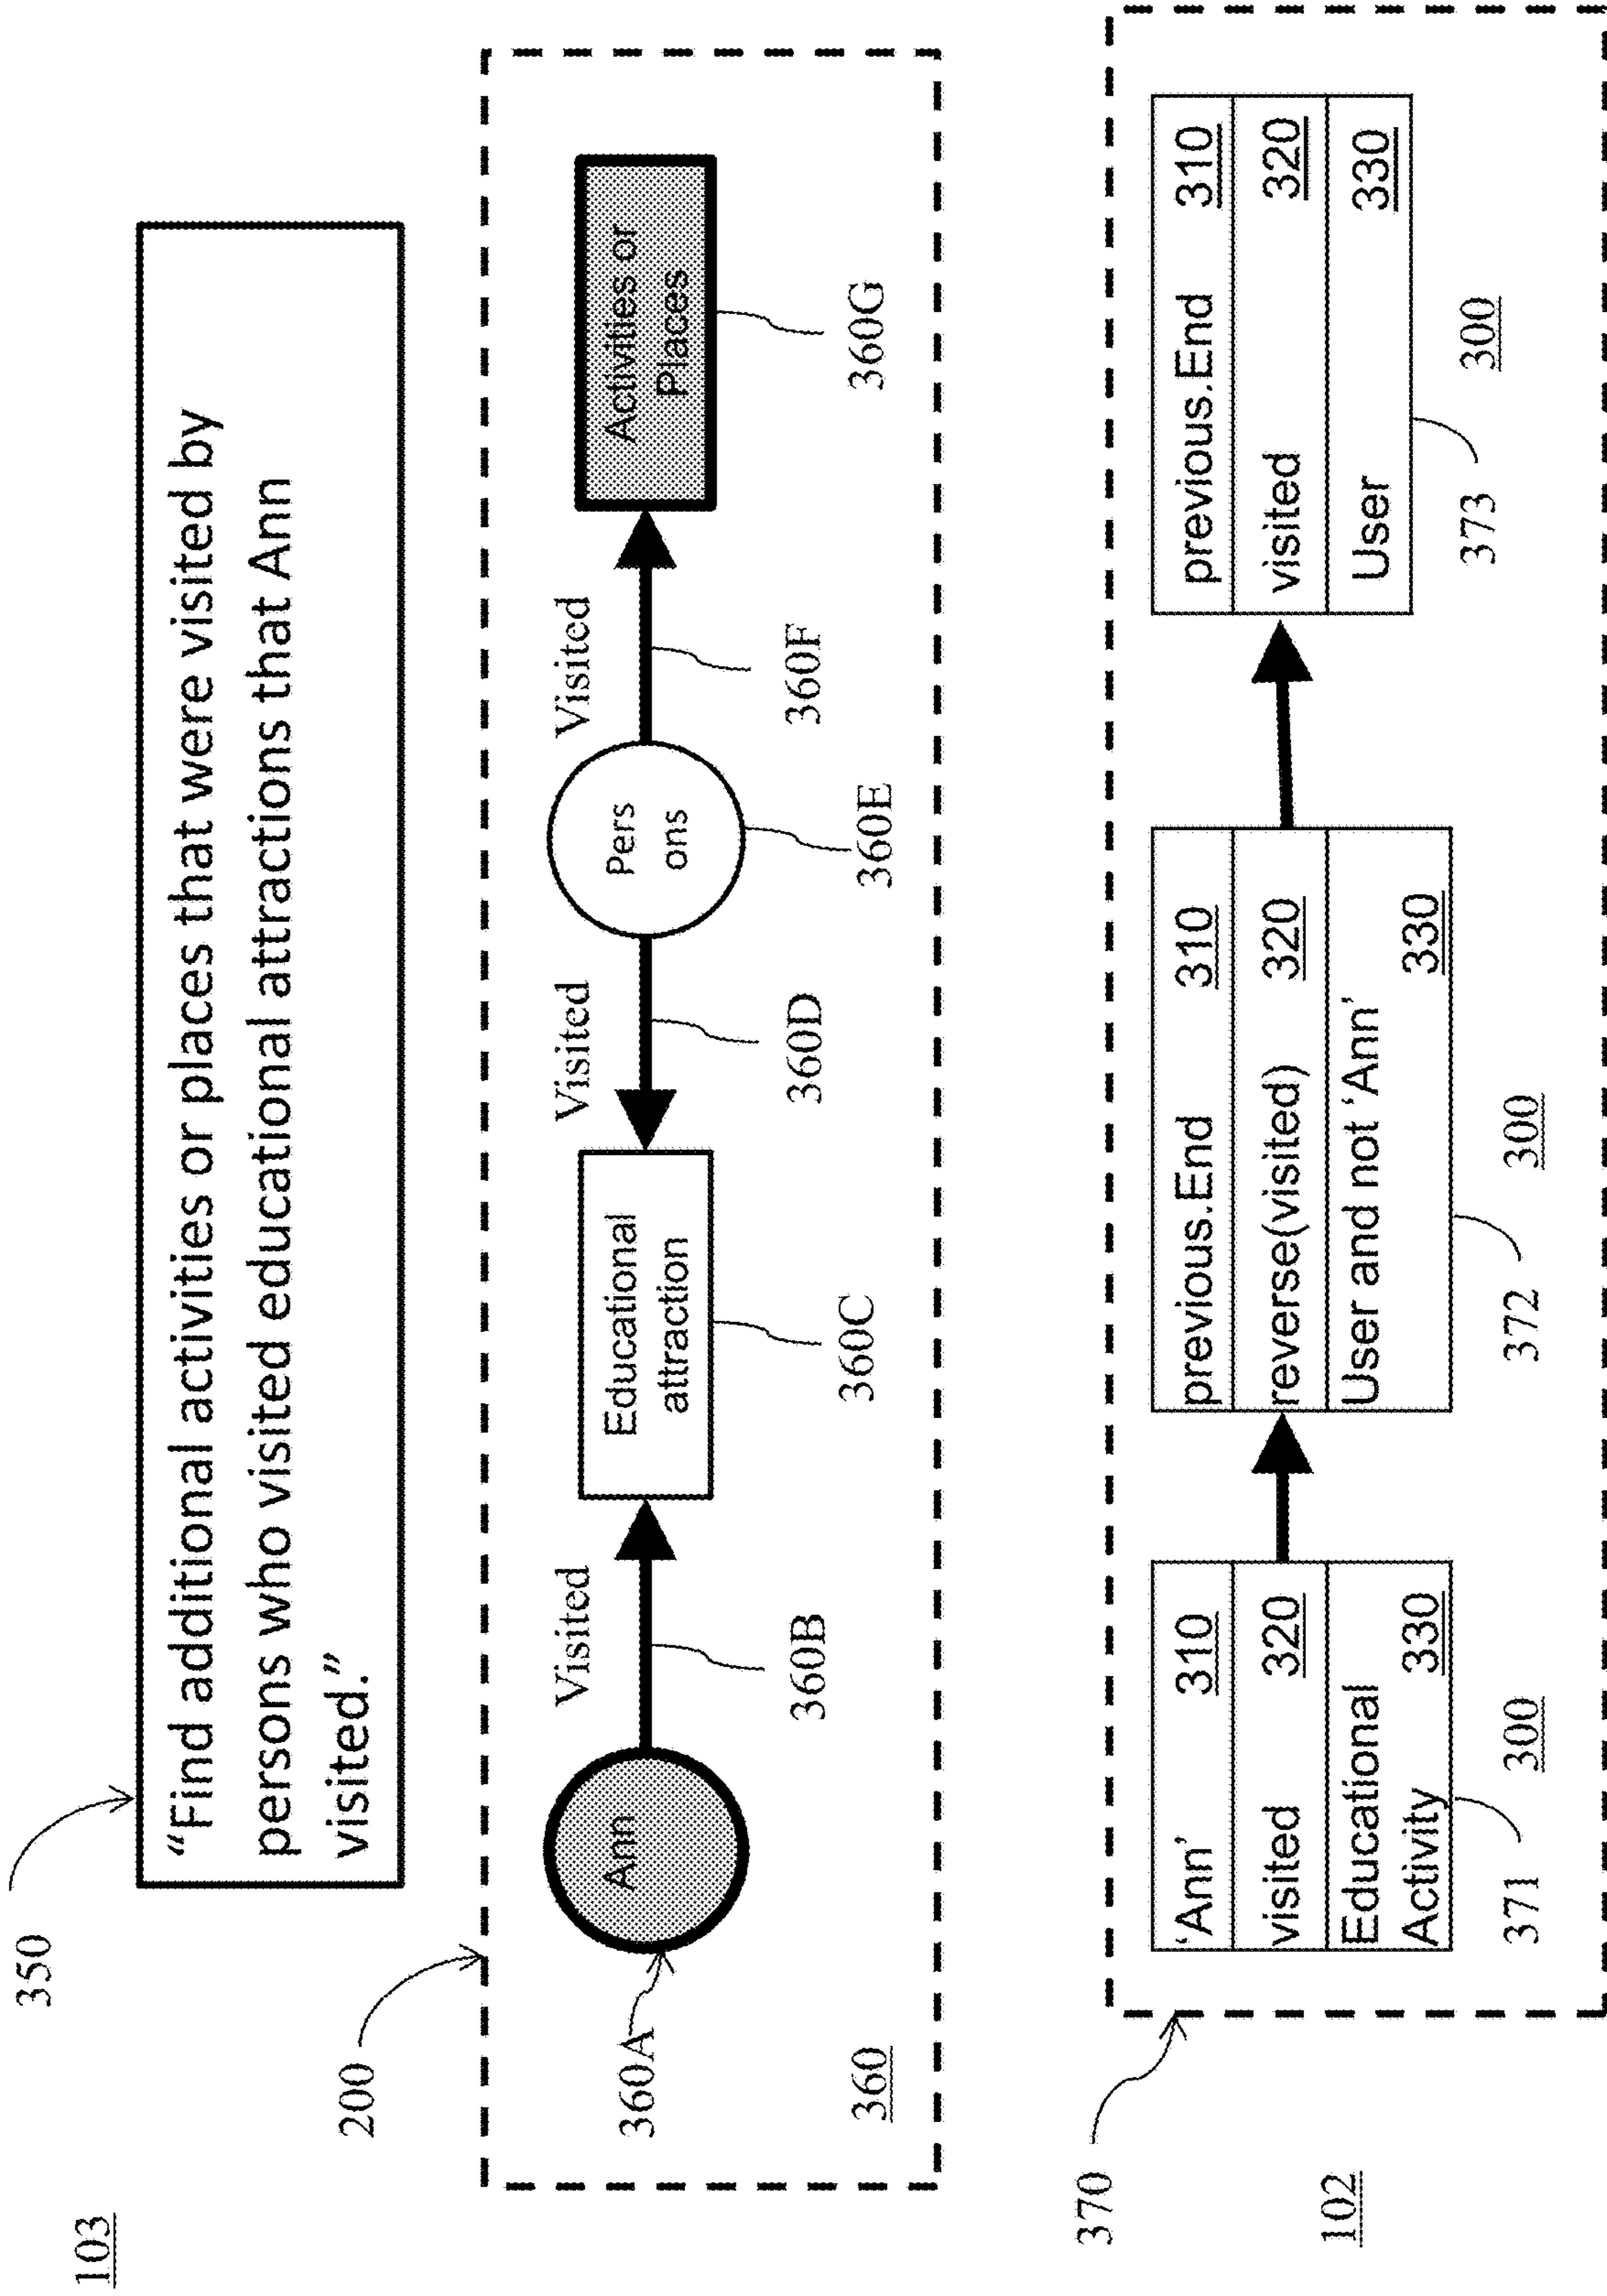 103
350
“Find additional activities or places that were visited by
persons who visited educational attractions that Ann
visited.”
200
360A
Ann
Visited
360B
Educational
attraction
360C
Visited
360D
Pers
ons
360E
Visited
360F
Activities or
Places
360G
360
370
102
‘Ann’ 310
visited 320
Educational
Activity 330
371 300
previous.End 310
reverse(visited) 320
User and not ‘Ann’
330
372 300
previous.End 310
visited 320
User 330
373 300